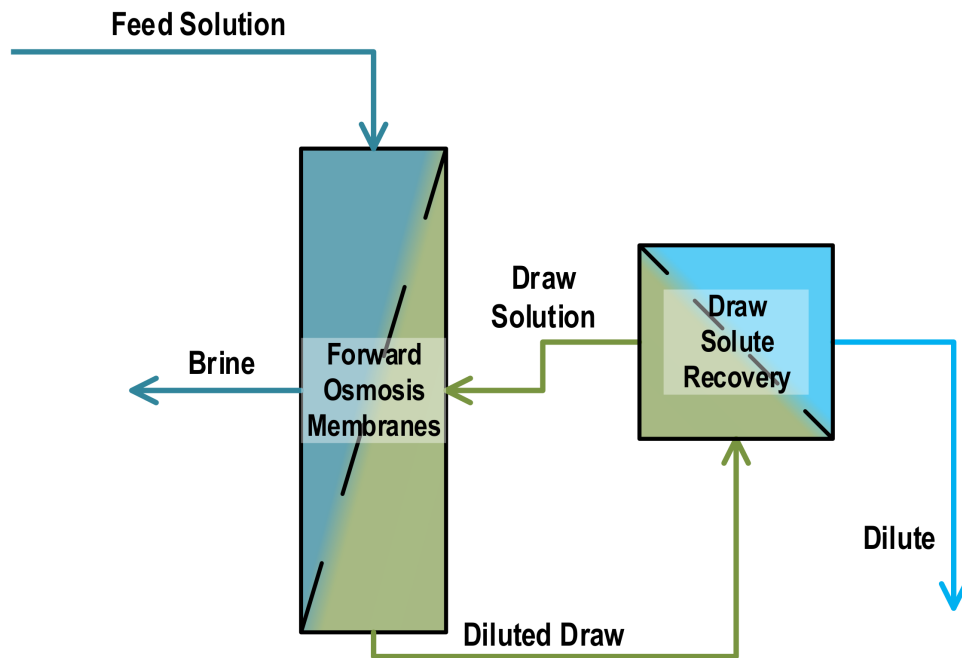 Feed Solution
Draw
Solution
Draw
Solute
Recovery
Brine
Forward
Osmosis
Membranes
Dilute
Diluted Draw